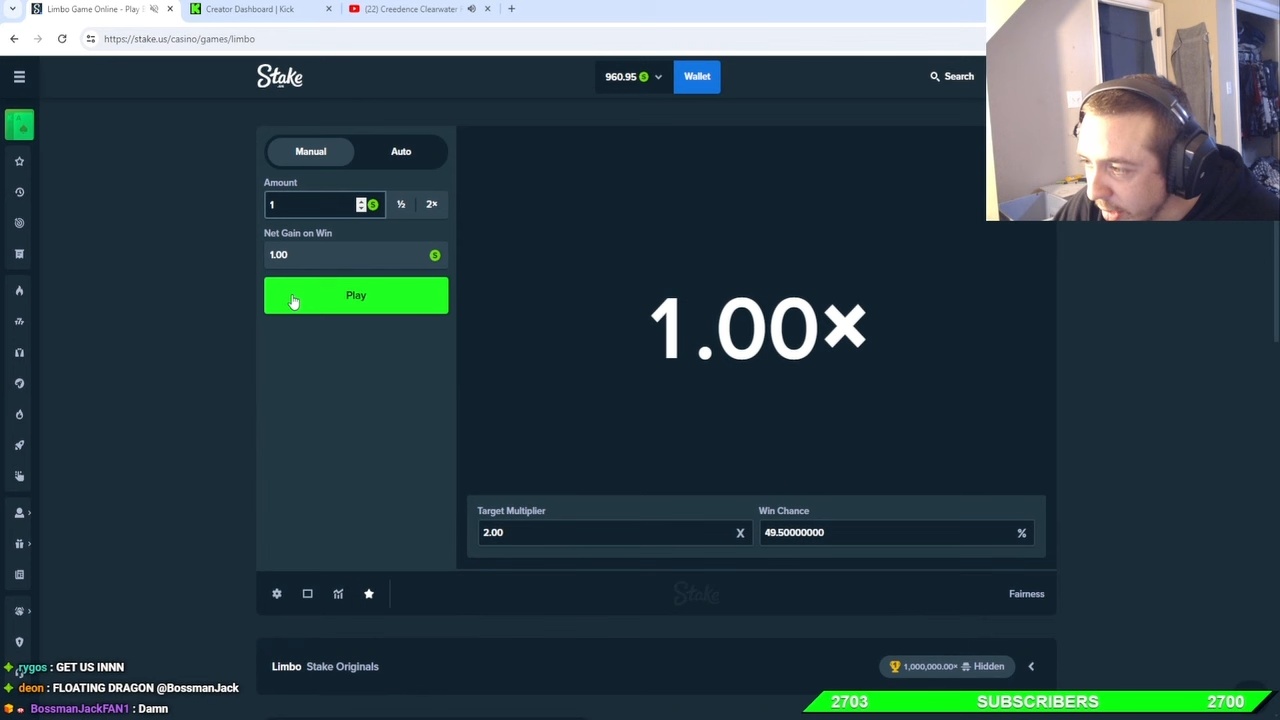 Limbo Game Online - Play
Creator Dashboard | Kick
(22) Creedence Clearwater
https://stake.us/casino/games/limbo
Stake
960.95
Wallet
Search
Manual
Auto
Amount
1
½
2×
Net Gain on Win
1.00
Play
1.00×
Target Multiplier
2.00
X
Win Chance
49.50000000
%
Stake
Fairness
Limbo Stake Originals
1,000,000.00× Hidden
rygos : GET US INNN
deon : FLOATING DRAGON @BossmanJack
BossmanJackFAN1 : Damn
2703 SUBSCRIBERS 2700